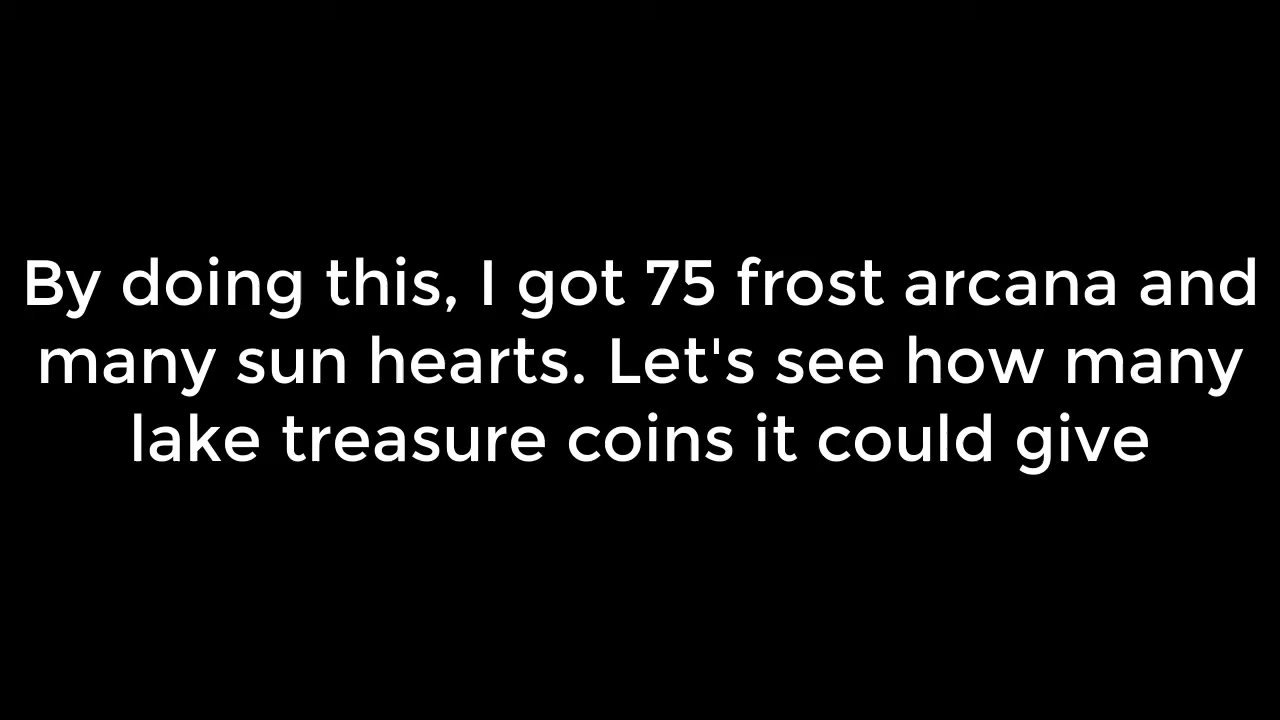 By doing this, I got 75 frost arcana and
many sun hearts. Let's see how many
lake treasure coins it could give